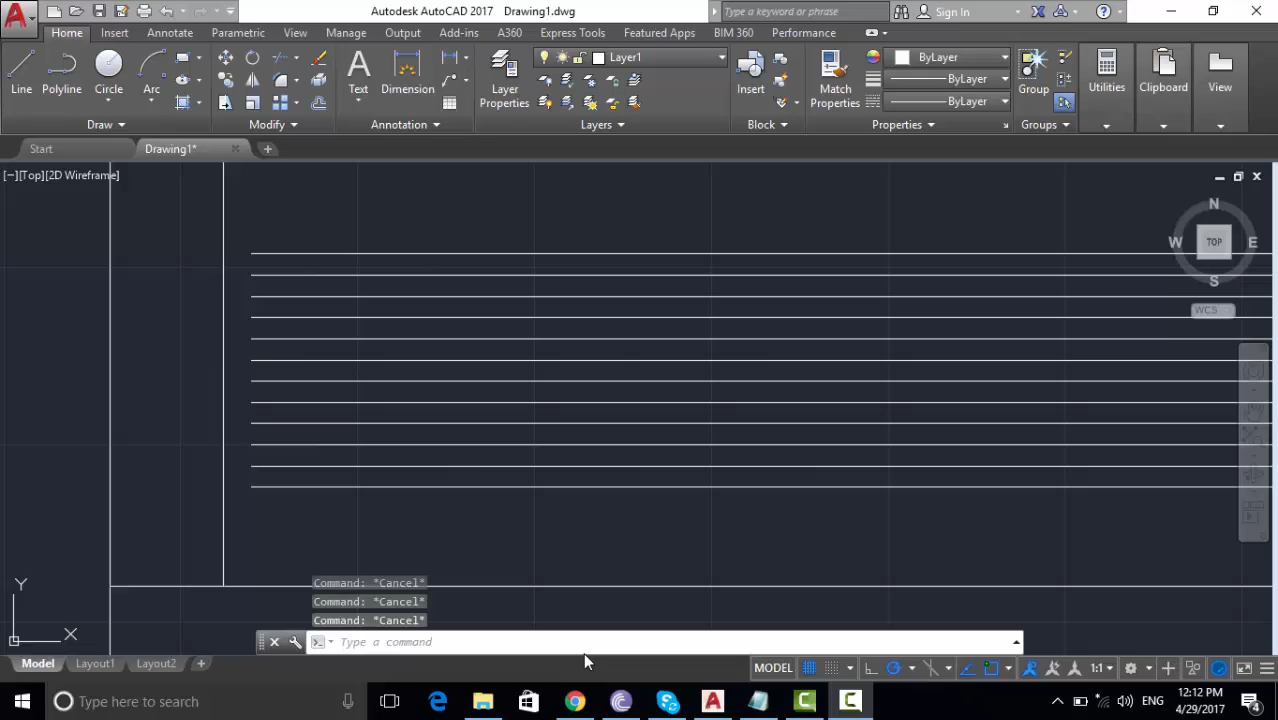 Autodesk AutoCAD 2017 Drawing1.dwg
Type a keyword or phrase
Sign In
Home Insert Annotate Parametric View Manage Output Add-ins A360 Express Tools Featured Apps BIM 360 Performance
Line Polyline Circle Arc
Text Dimension
Layer Properties
Layer1
Insert
Match Properties
ByLayer
ByLayer
ByLayer
Group
Utilities
Clipboard
View
Draw Modify Annotation Layers Block Properties Groups
Start Drawing1*
[−][Top][2D Wireframe]
N
W TOP E
S
WCS
Y
X
Command: *Cancel*
Command: *Cancel*
Command: *Cancel*
Type a command
Model Layout1 Layout2
MODEL 1:1
Type here to search
ENG
12:12 PM
4/29/2017
4